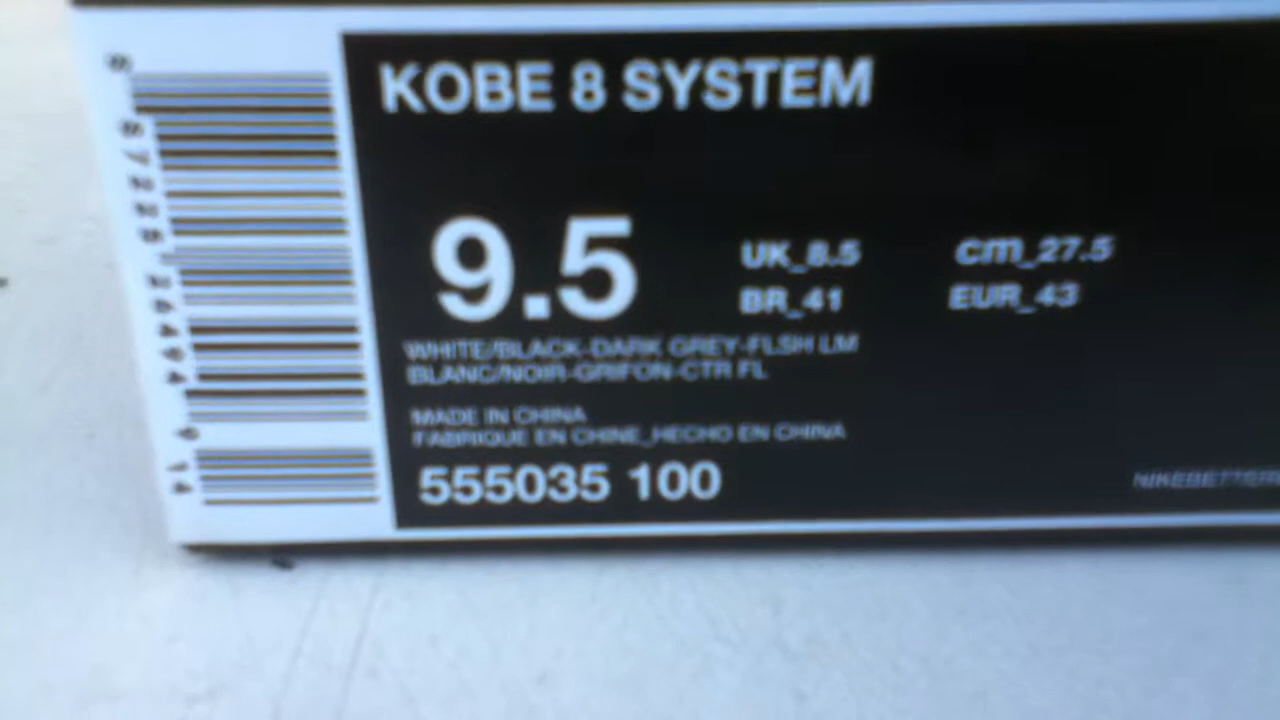 KOBE 8 SYSTEM
9.5
UK_8.5 cm_27.5
BR_41 EUR_43
WHITE/BLACK-DARK GREY-FLSH LM
BLANC/NOIR-GRIFON-CTR FL
MADE IN CHINA
FABRIQUE EN CHINE_HECHO EN CHINA
555035 100
NIKEBETTER